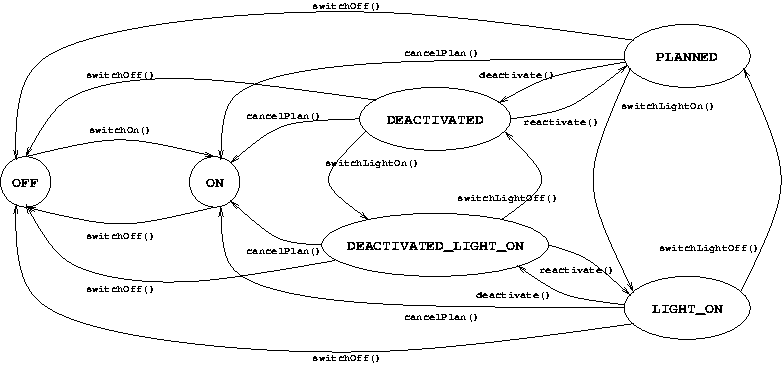 switchOff()
cancelPlan()
PLANNED
switchOff()
deactivate()
switchLightOn()
cancelPlan()
DEACTIVATED
reactivate()
switchOn()
switchLightOn()
OFF
ON
switchLightOff()
switchOff()
DEACTIVATED_LIGHT_ON
cancelPlan()
switchLightOff()
reactivate()
switchOff()
deactivate()
LIGHT_ON
cancelPlan()
switchOff()